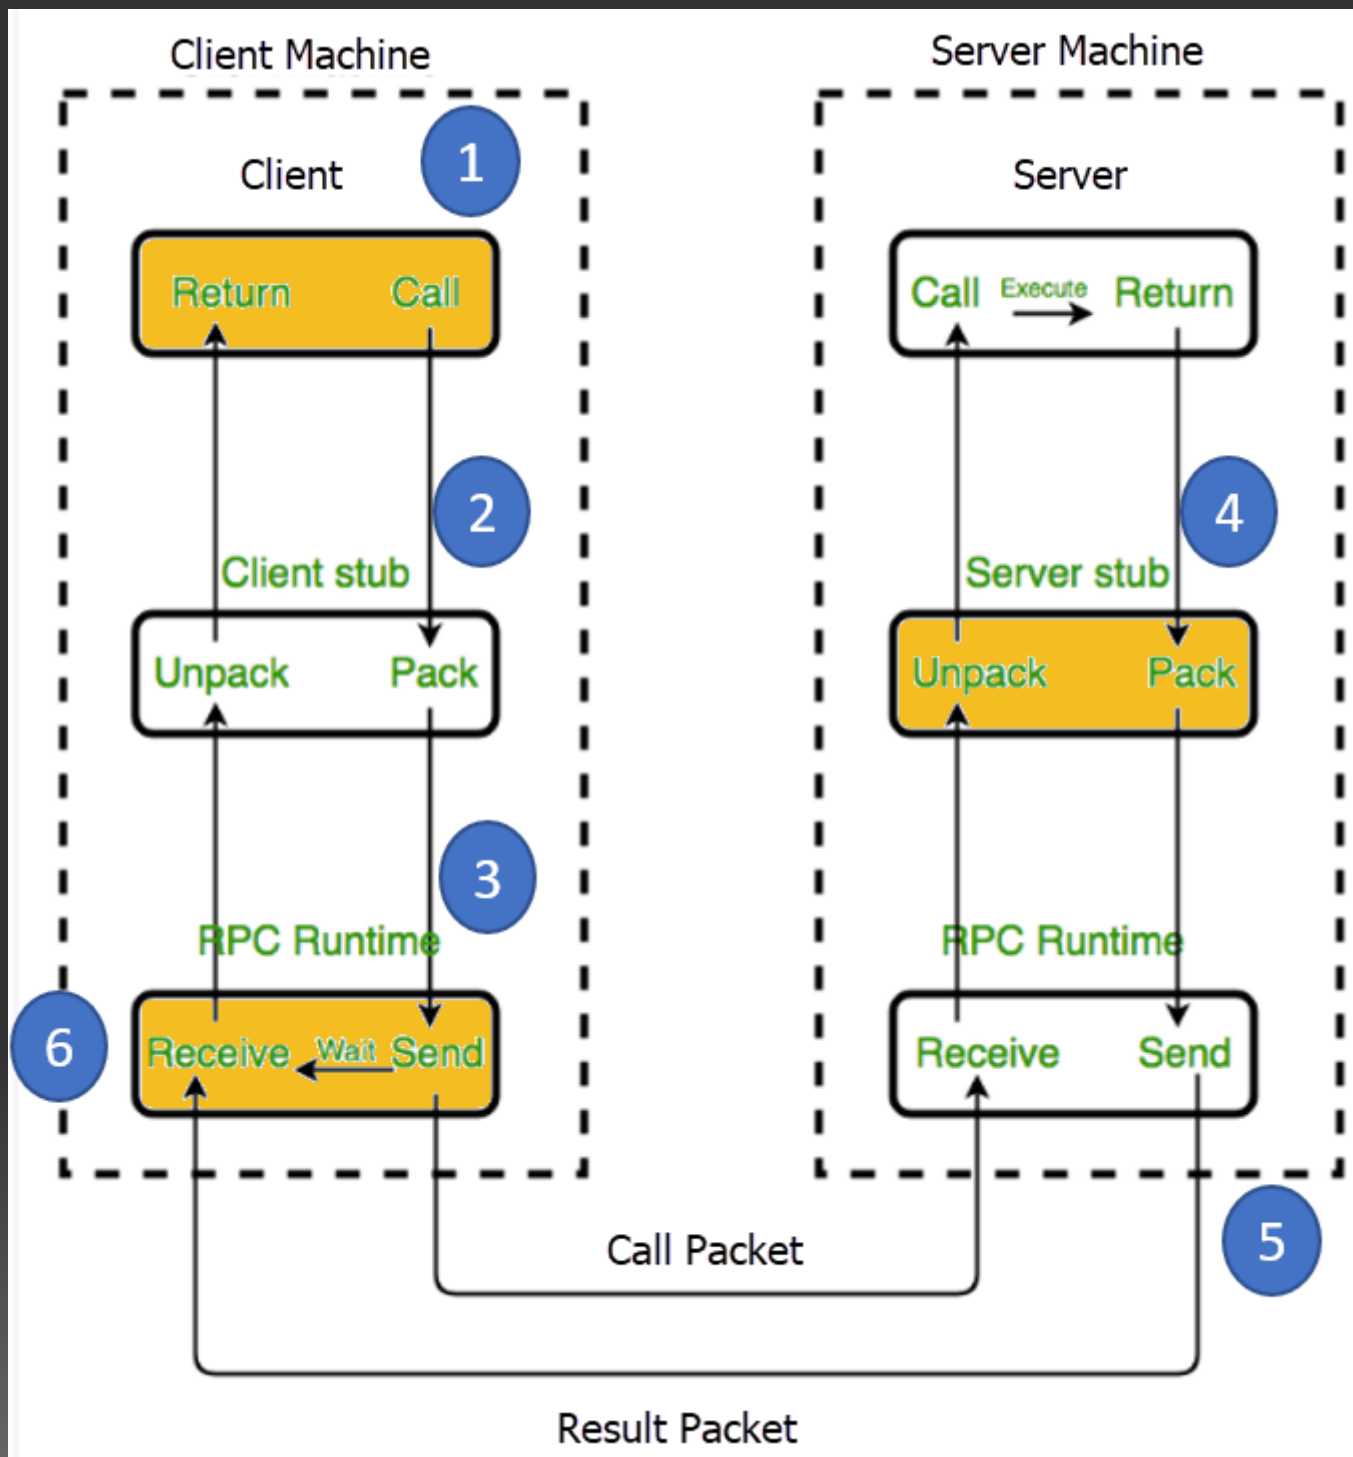 Client Machine
Server Machine
Client
1
Server
Return Call
Call Execute Return
2
4
Client stub
Server stub
Unpack Pack
Unpack Pack
3
RPC Runtime
RPC Runtime
6
Receive Wait Send
Receive Send
Call Packet
5
Result Packet